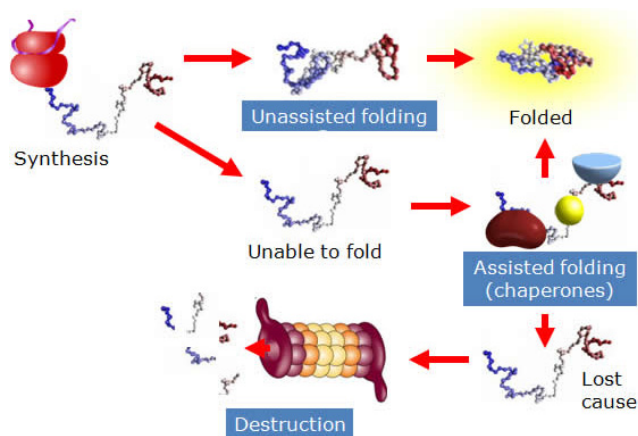 Unassisted folding
Folded
Synthesis
Unable to fold
Assisted folding
(chaperones)
Lost
cause
Destruction